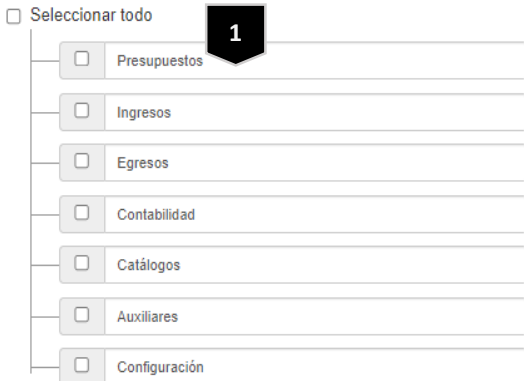 Seleccionar todo
1
Presupuestos
Ingresos
Egresos
Contabilidad
Catálogos
Auxiliares
Configuración